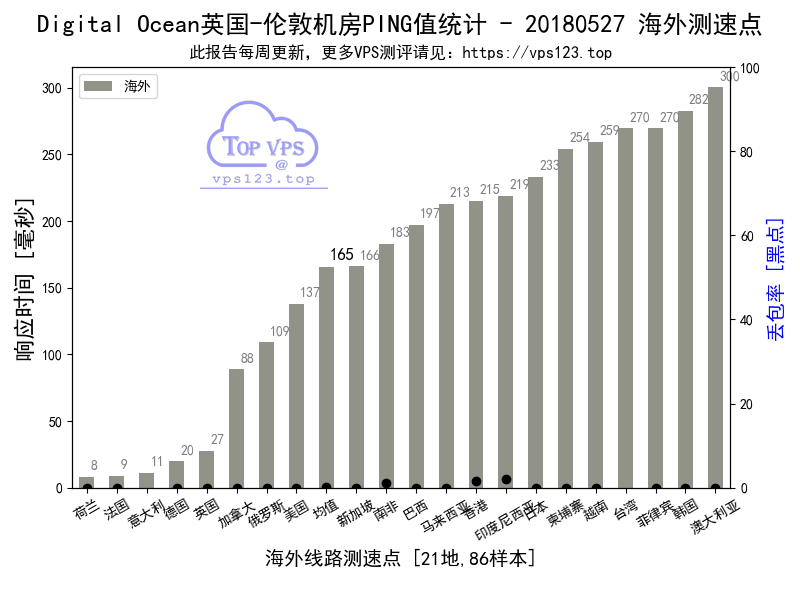 Digital Ocean英国-伦敦机房PING值统计 - 20180527 海外测速点
此报告每周更新，更多VPS测评请见：https://vps123.top
海外
Top VPS
@
vps123.top
响应时间 [毫秒]
300
250
200
150
100
50
0
8
9
11
20
27
88
109
137
165
166
183
197
213
215
219
233
254
259
270
270
282
300
100
80
60
40
20
0
丢包率 [黑点]
荷兰
法国
意大利
德国
英国
加拿大
俄罗斯
美国
均值
新加坡
南非
巴西
马来西亚
香港
印度尼西亚
日本
柬埔寨
越南
台湾
菲律宾
韩国
澳大利亚
海外线路测速点 [21地,86样本]